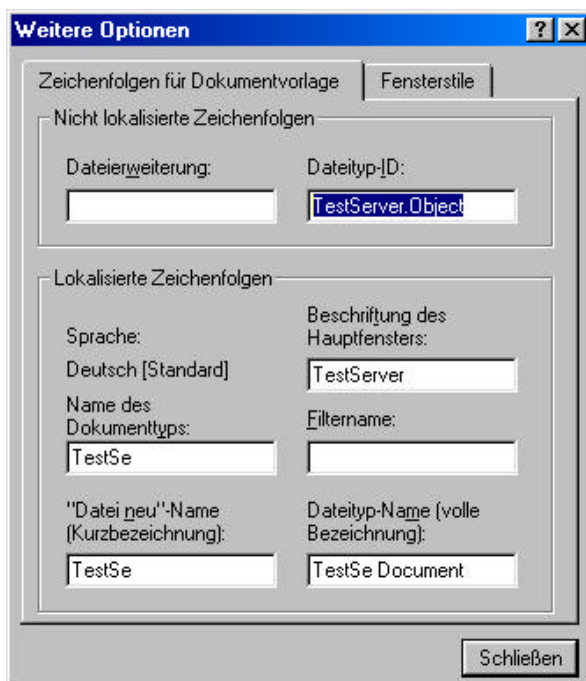 Weitere Optionen
Zeichenfolgen für Dokumentvorlage
Fensterstile
Nicht lokalisierte Zeichenfolgen
Dateierweiterung:
Dateityp-ID:
TestServer.Object
Lokalisierte Zeichenfolgen
Sprache:
Deutsch [Standard]
Beschriftung des
Hauptfensters:
TestServer
Name des
Dokumenttyps:
TestSe
Filtername:
"Datei neu"-Name
(Kurzbezeichnung):
TestSe
Dateityp-Name (volle
Bezeichnung):
TestSe Document
Schließen